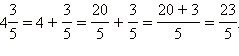 4 3/5 = 4 + 3/5 = 20/5 + 3/5 = (20 + 3)/5 = 23/5.